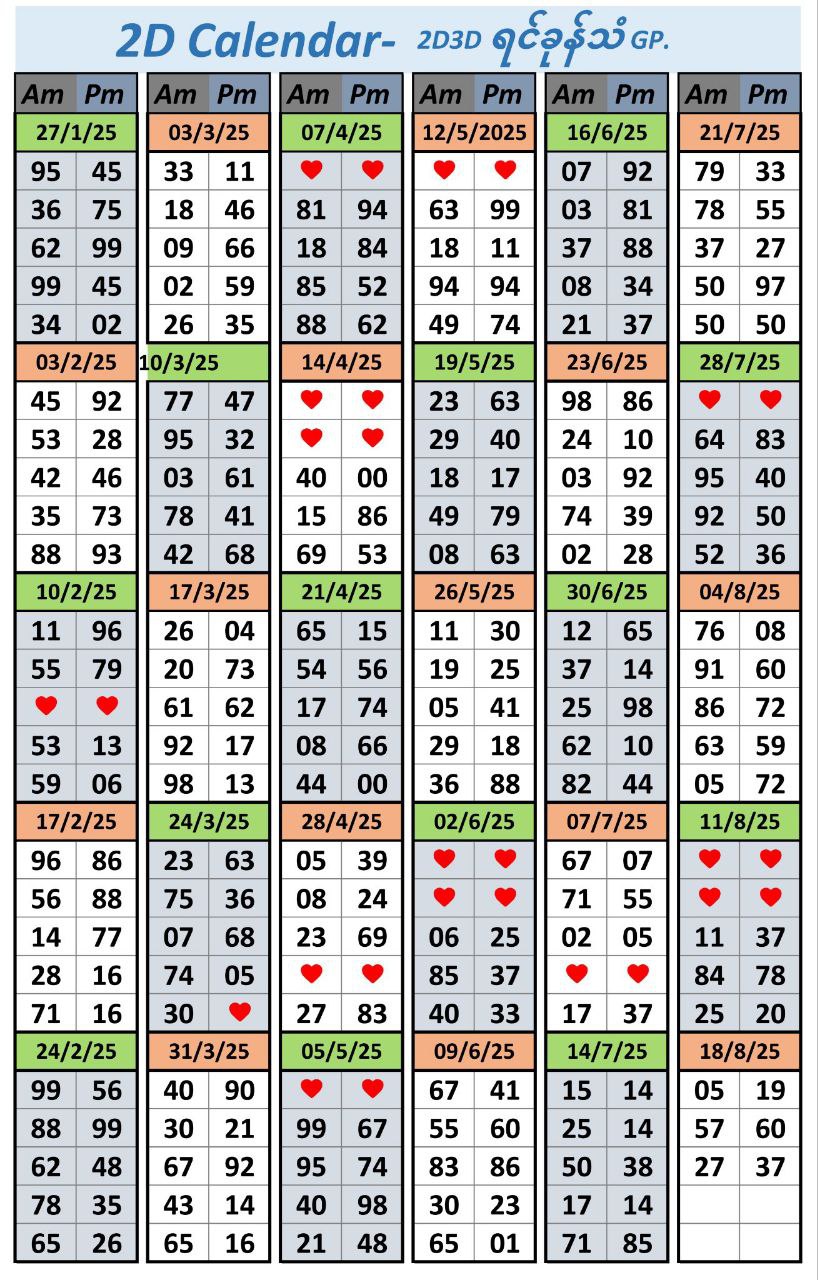 2D Calendar- 2D3D ရင်ခုန်သံ GP.
Am Pm Am Pm Am Pm Am Pm Am Pm Am Pm
27/1/25 03/3/25 07/4/25 12/5/2025 16/6/25 21/7/25
95 45 33 11 ♥ ♥ ♥ ♥ 07 92 79 33
36 75 18 46 81 94 63 99 03 81 78 55
62 99 09 66 18 84 18 11 37 88 37 27
99 45 02 59 85 52 94 94 08 34 50 97
34 02 26 35 88 62 49 74 21 37 50 50
03/2/25 10/3/25 14/4/25 19/5/25 23/6/25 28/7/25
45 92 77 47 ♥ ♥ 23 63 98 86 ♥ ♥
53 28 95 32 ♥ ♥ 29 40 24 10 64 83
42 46 03 61 40 00 18 17 03 92 95 40
35 73 78 41 15 86 49 79 74 39 92 50
88 93 42 68 69 53 08 63 02 28 52 36
10/2/25 17/3/25 21/4/25 26/5/25 30/6/25 04/8/25
11 96 26 04 65 15 11 30 12 65 76 08
55 79 20 73 54 56 19 25 37 14 91 60
♥ ♥ 61 62 17 74 05 41 25 98 86 72
53 13 92 17 08 66 29 18 62 10 63 59
59 06 98 13 44 00 36 88 82 44 05 72
17/2/25 24/3/25 28/4/25 02/6/25 07/7/25 11/8/25
96 86 23 63 05 39 ♥ ♥ 67 07 ♥ ♥
56 88 75 36 08 24 ♥ ♥ 71 55 ♥ ♥
14 77 07 68 23 69 06 25 02 05 11 37
28 16 74 05 ♥ ♥ 85 37 ♥ ♥ 84 78
71 16 30 ♥ 27 83 40 33 17 37 25 20
24/2/25 31/3/25 05/5/25 09/6/25 14/7/25 18/8/25
99 56 40 90 ♥ ♥ 67 41 15 14 05 19
88 99 30 21 99 67 55 60 25 14 57 60
62 48 67 92 95 74 83 86 50 38 27 37
78 35 43 14 40 98 30 23 17 14
65 26 65 16 21 48 65 01 71 85